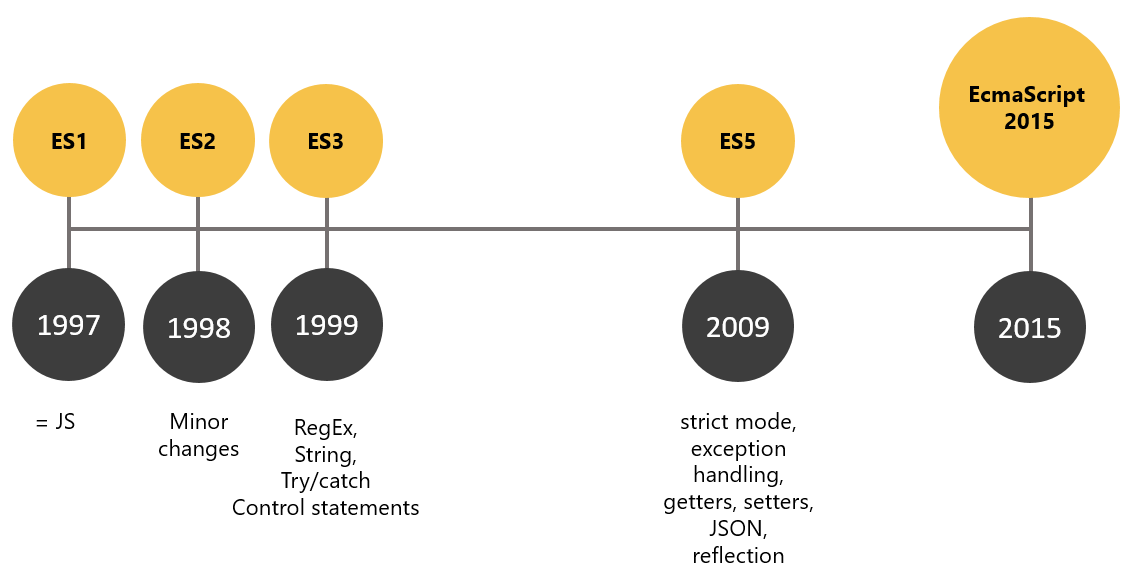 ES1
ES2
ES3
ES5
EcmaScript
2015
1997
1998
1999
2009
2015
= JS
Minor
changes
RegEx,
String,
Try/catch
Control statements
strict mode,
exception
handling,
getters, setters,
JSON,
reflection